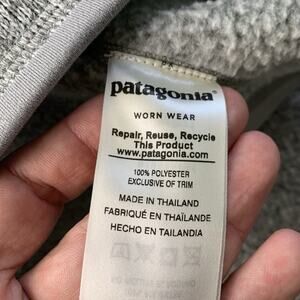 patagonia®
WORN WEAR
Repair, Reuse, Recycle
This Product
www.patagonia.com
100% POLYESTER
EXCLUSIVE OF TRIM
MADE IN THAILAND
FABRIQUÉ EN THAÏLANDE
HECHO EN TAILANDIA